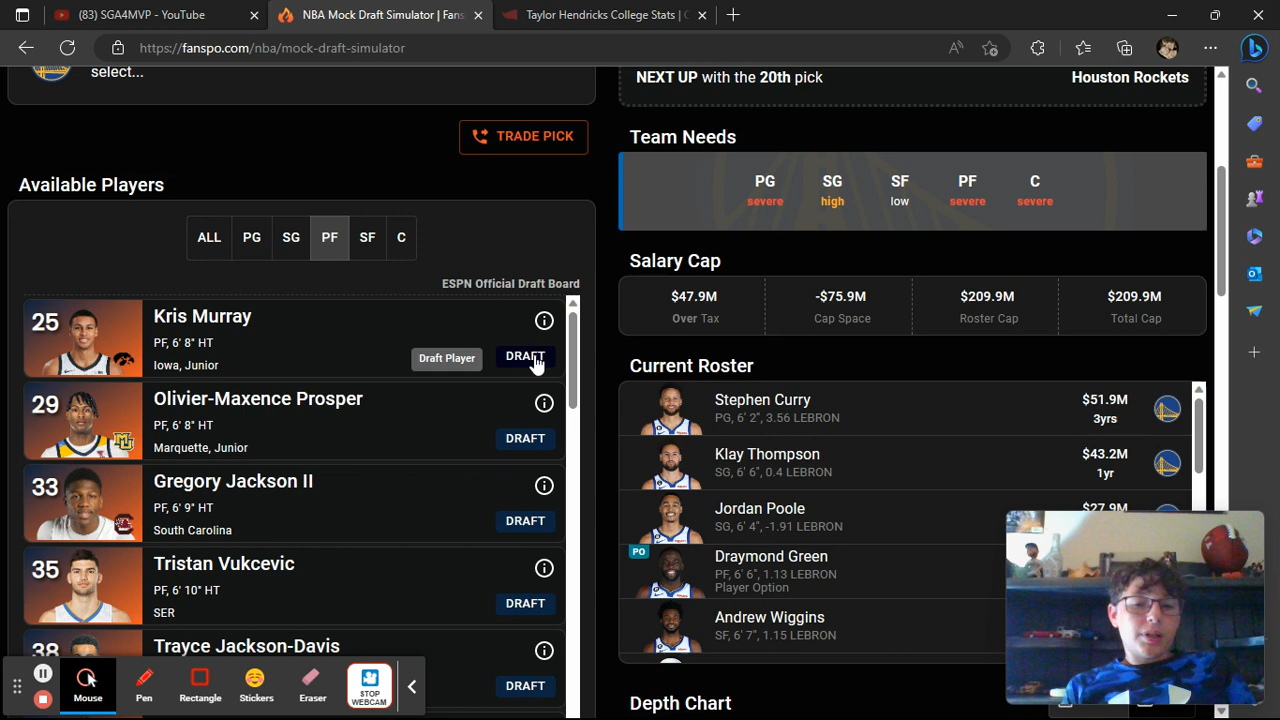 (83) SGA4MVP - YouTube
NBA Mock Draft Simulator | Fans
Taylor Hendricks College Stats | C
https://fanspo.com/nba/mock-draft-simulator
select...
NEXT UP with the 20th pick Houston Rockets
TRADE PICK
Team Needs
PG SG SF PF C
severe high low severe severe
Available Players
ALL PG SG PF SF C
ESPN Official Draft Board
Salary Cap
$47.9M -$75.9M $209.9M $209.9M
Over Tax Cap Space Roster Cap Total Cap
25 Kris Murray
PF, 6' 8" HT
Iowa, Junior
Draft Player
DRAFT
29 Olivier-Maxence Prosper
PF, 6' 8" HT
Marquette, Junior
DRAFT
33 Gregory Jackson II
PF, 6' 9" HT
South Carolina
DRAFT
35 Tristan Vukcevic
PF, 6' 10" HT
SER
DRAFT
38 Trayce Jackson-Davis
DRAFT
Current Roster
Stephen Curry $51.9M
PG, 6' 2", 3.56 LEBRON 3yrs
Klay Thompson $43.2M
SG, 6' 6", 0.4 LEBRON 1yr
Jordan Poole $27.9M
SG, 6' 4", -1.91 LEBRON
PO
Draymond Green
PF, 6' 6", 1.13 LEBRON
Player Option
Andrew Wiggins
SF, 6' 7", 1.15 LEBRON
Depth Chart
Mouse Pen Rectangle Stickers Eraser
STOP
WEBCAM